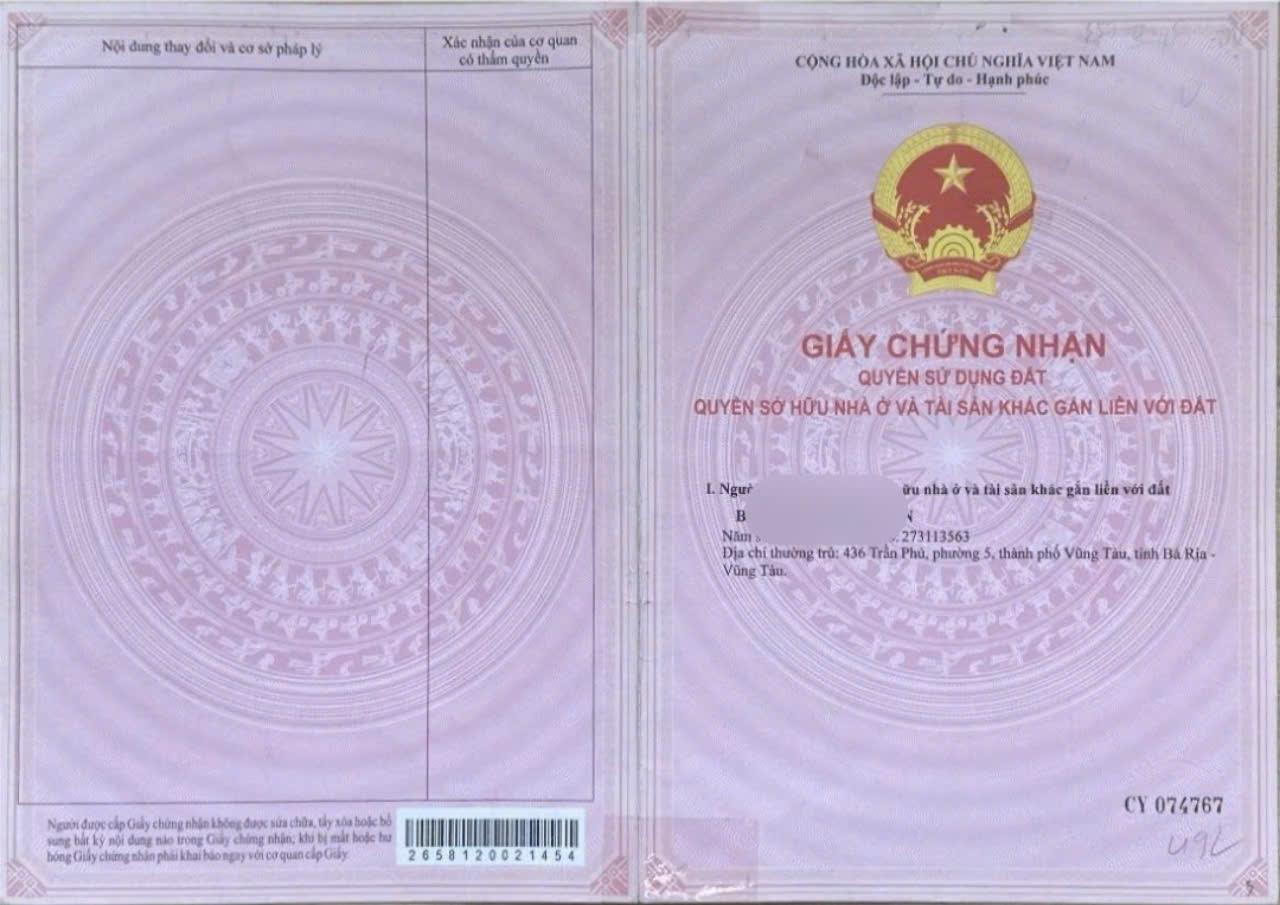 Nội dung thay đổi và cơ sở pháp lý
Xác nhận của cơ quan
có thẩm quyền
Người được cấp Giấy chứng nhận không được sửa chữa, tẩy xóa hoặc bổ
sung bất kỳ nội dung nào trong Giấy chứng nhận; khi bị mất hoặc hư
hỏng Giấy chứng nhận phải khai báo ngay với cơ quan cấp Giấy.
2658120021454
CỘNG HÒA XÃ HỘI CHỦ NGHĨA VIỆT NAM
Độc lập - Tự do - Hạnh phúc
VIỆT NAM
GIẤY CHỨNG NHẬN
QUYỀN SỬ DỤNG ĐẤT
QUYỀN SỞ HỮU NHÀ Ở VÀ TÀI SẢN KHÁC GẮN LIỀN VỚI ĐẤT
I. nhà ở và tài sản khác gắn liền với đất
Năm 273113563
Địa chỉ thường trú: 436 Trần Phú, phường 5, thành phố Vũng Tàu, tỉnh Bà Rịa -
Vũng Tàu.
CY 074767